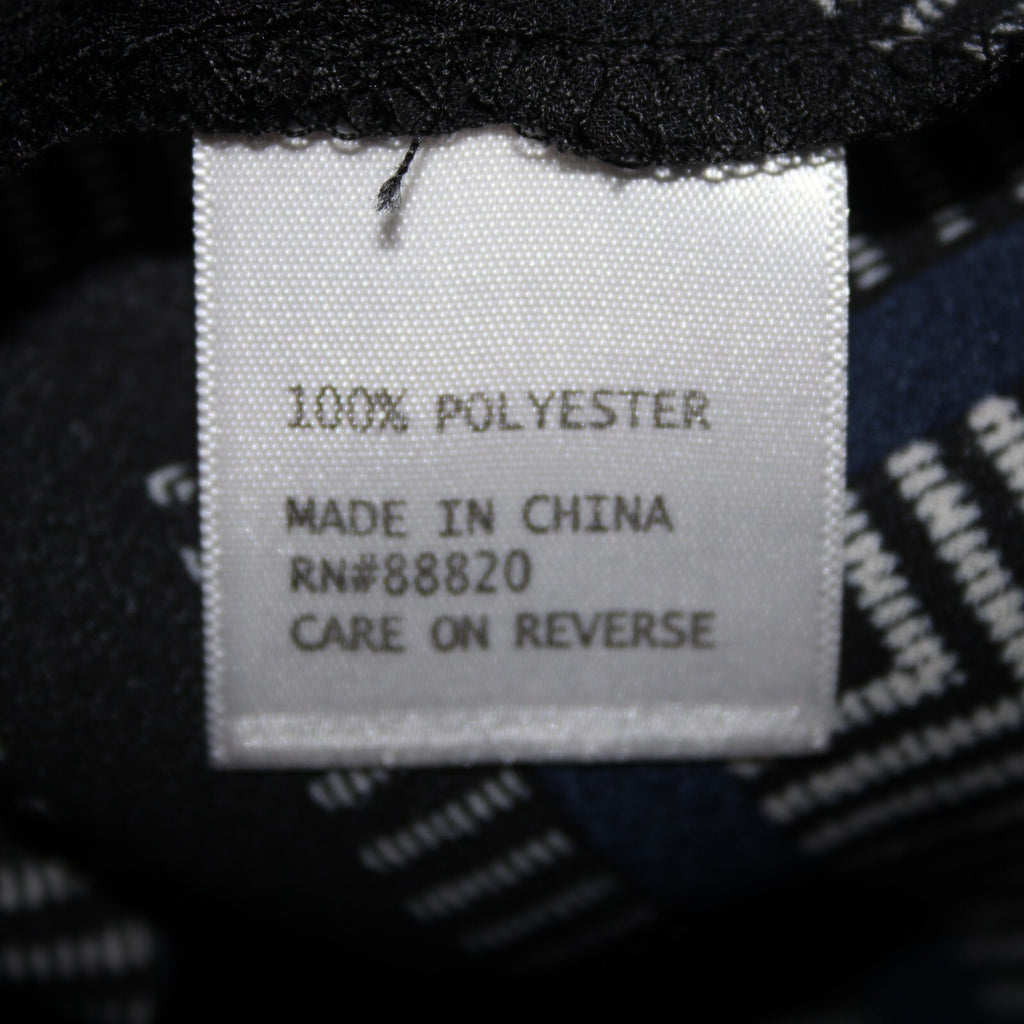 100% POLYESTER
MADE IN CHINA
RN#88820
CARE ON REVERSE